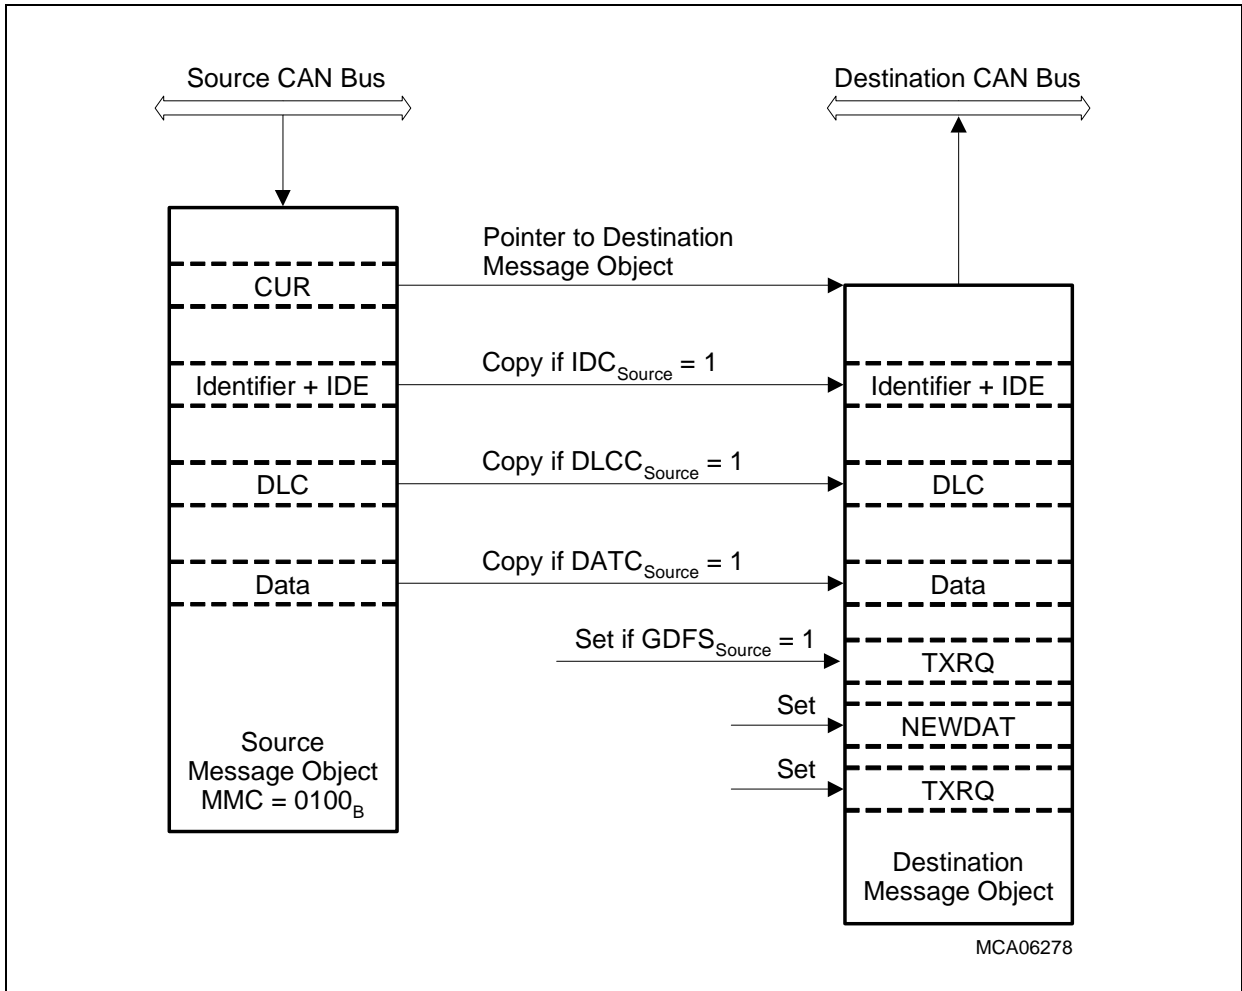 Source CAN Bus
Destination CAN Bus
Pointer to Destination
Message Object
CUR
Copy if IDC_Source = 1
Identifier + IDE
Identifier + IDE
Copy if DLCC_Source = 1
DLC
DLC
Copy if DATC_Source = 1
Data
Data
Set if GDFS_Source = 1
TXRQ
Set
NEWDAT
Set
TXRQ
Source
Message Object
MMC = 0100_B
Destination
Message Object
MCA06278